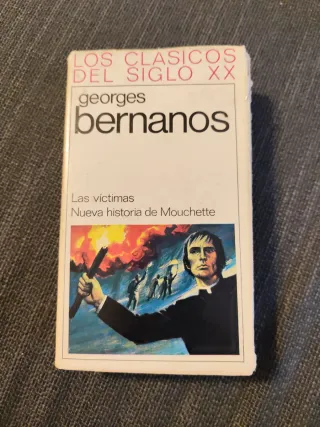 LOS CLASICOS
DEL SIGLO XX
georges
bernanos
Las víctimas
Nueva historia de Mouchette